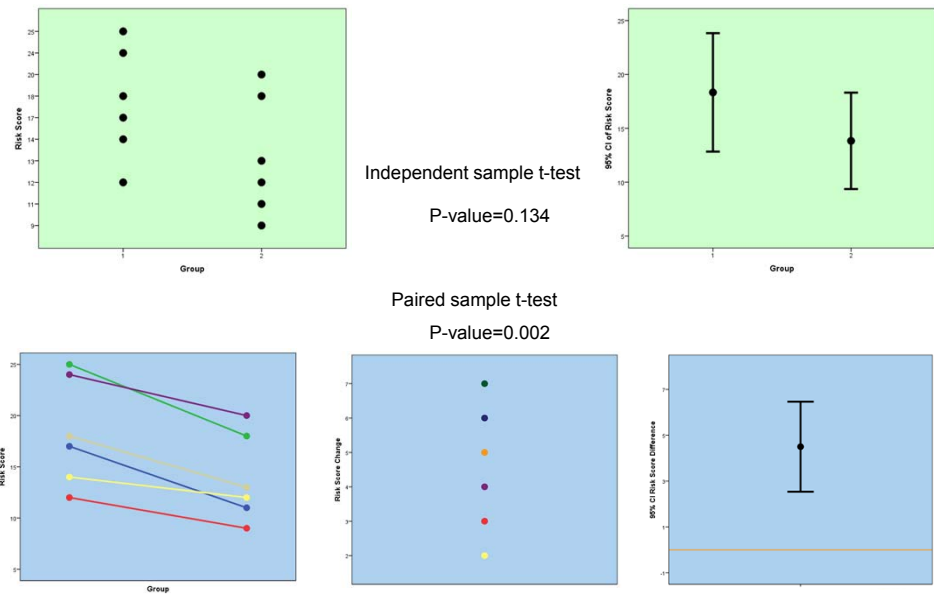 Risk Score
25
24
20
18
17
14
13
12
11
9
1
2
Group
Independent sample t-test
P-value=0.134
95% CI of Risk Score
25
20
15
10
5
1
2
Group
Paired sample t-test
P-value=0.002
Risk Score
25
20
15
10
5
Group
Risk Score Change
7
6
5
4
3
2
95% CI Risk Score Difference
7
5
3
1
-1